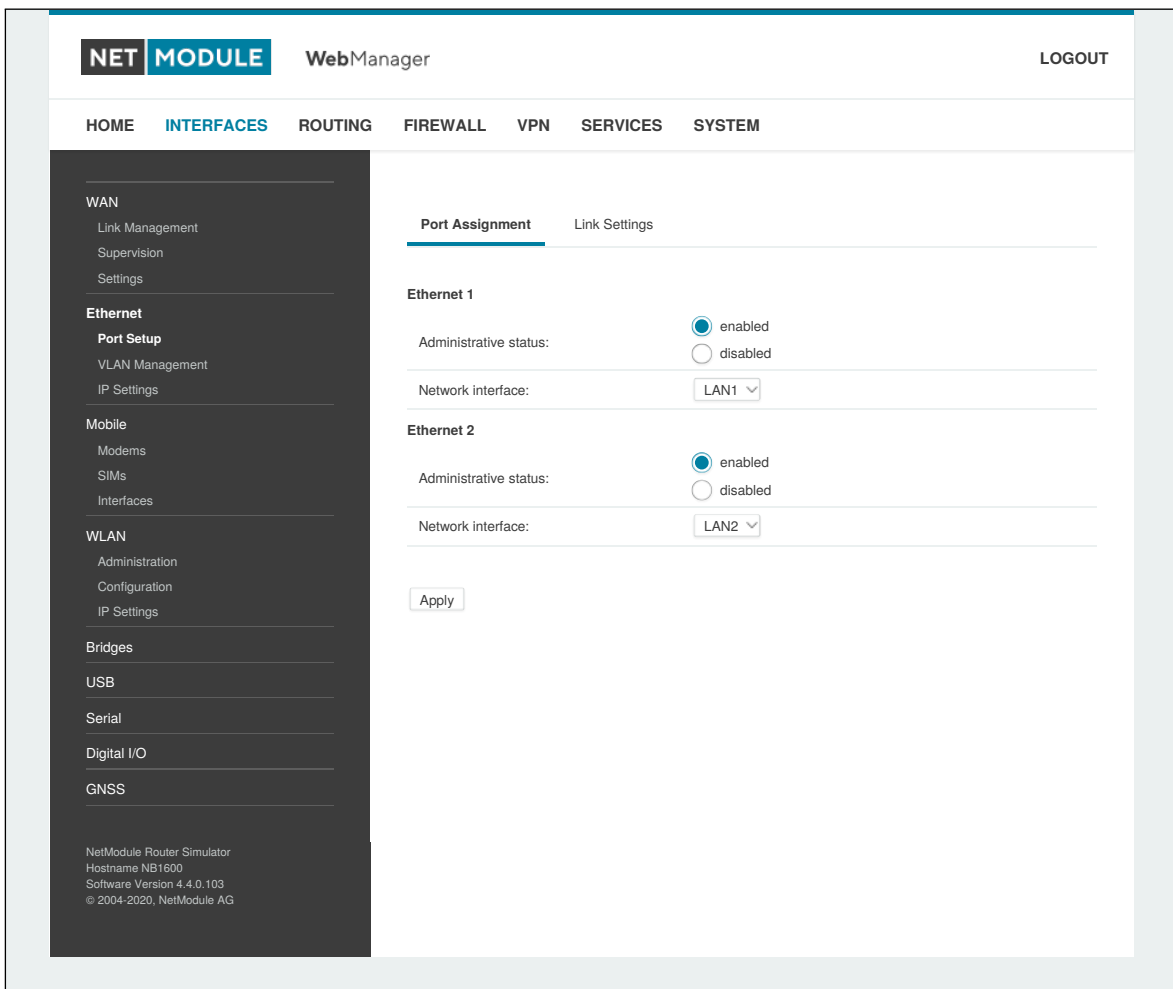 NET MODULE WebManager LOGOUT
HOME INTERFACES ROUTING FIREWALL VPN SERVICES SYSTEM
WAN
Link Management
Supervision
Settings
Ethernet
Port Setup
VLAN Management
IP Settings
Mobile
Modems
SIMs
Interfaces
WLAN
Administration
Configuration
IP Settings
Bridges
USB
Serial
Digital I/O
GNSS
NetModule Router Simulator
Hostname NB1600
Software Version 4.4.0.103
© 2004-2020, NetModule AG
Port Assignment Link Settings
Ethernet 1
Administrative status:
enabled
disabled
Network interface: LAN1
Ethernet 2
Administrative status:
enabled
disabled
Network interface: LAN2
Apply